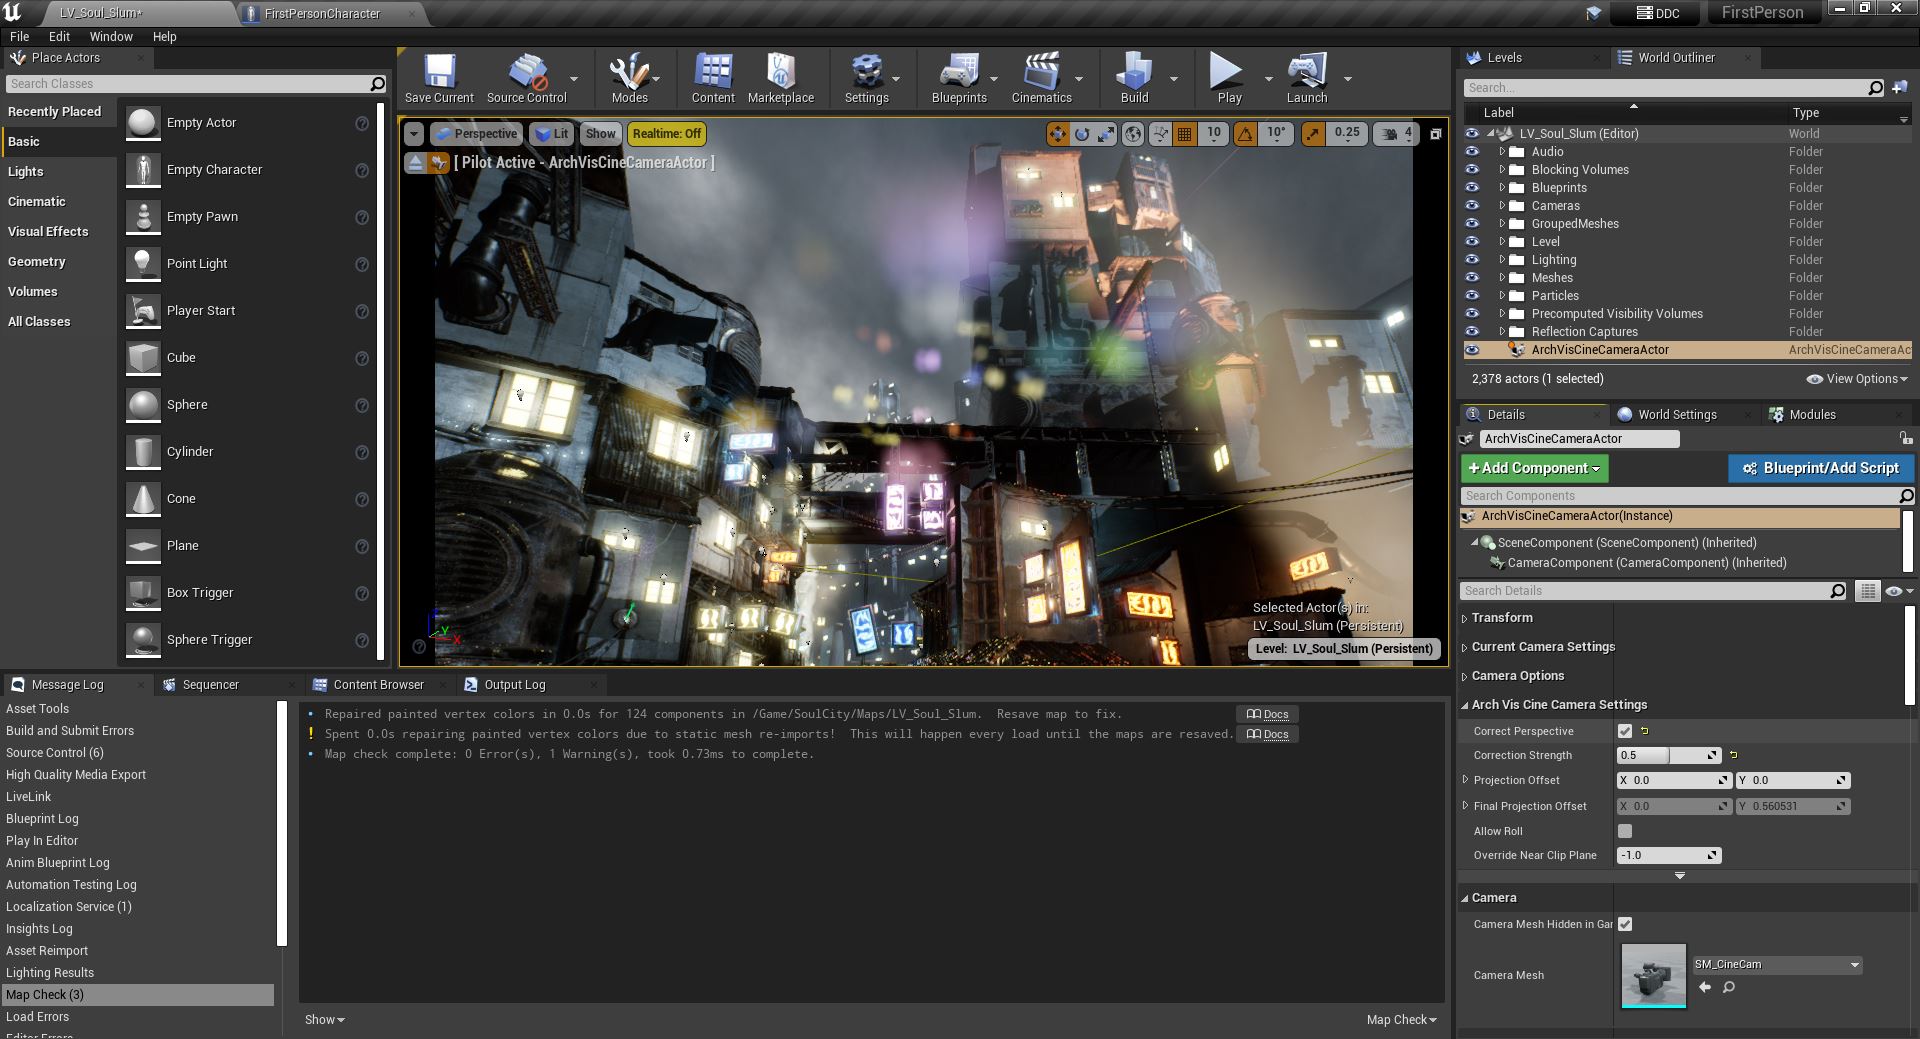 LV_Soul_Slum*
FirstPersonCharacter
DDC
FirstPerson
File Edit Window Help
Place Actors
Search Classes
Recently Placed
Basic
Lights
Cinematic
Visual Effects
Geometry
Volumes
All Classes
Empty Actor
Empty Character
Empty Pawn
Point Light
Player Start
Cube
Sphere
Cylinder
Cone
Plane
Box Trigger
Sphere Trigger
Save Current
Source Control
Modes
Content
Marketplace
Settings
Blueprints
Cinematics
Build
Play
Launch
Perspective
Lit
Show
Realtime: Off
10
10°
0.25
4
[ Pilot Active - ArchVisCineCameraActor ]
Y
X
Selected Actor(s) in:
LV_Soul_Slum (Persistent)
Level: LV_Soul_Slum (Persistent)
Levels
World Outliner
Search...
Label Type
LV_Soul_Slum (Editor) World
Audio Folder
Blocking Volumes Folder
Blueprints Folder
Cameras Folder
GroupedMeshes Folder
Level Folder
Lighting Folder
Meshes Folder
Particles Folder
Precomputed Visibility Volumes Folder
Reflection Captures Folder
ArchVisCineCameraActor ArchVisCineCameraAc
2,378 actors (1 selected)
View Options
Details
World Settings
Modules
ArchVisCineCameraActor
+Add Component
Blueprint/Add Script
Search Components
ArchVisCineCameraActor(Instance)
SceneComponent (SceneComponent) (Inherited)
CameraComponent (CameraComponent) (Inherited)
Search Details
Transform
Current Camera Settings
Camera Options
Arch Vis Cine Camera Settings
Correct Perspective
Correction Strength 0.5
Projection Offset X 0.0 Y 0.0
Final Projection Offset X 0.0 Y 0.560531
Allow Roll
Override Near Clip Plane -1.0
Camera
Camera Mesh Hidden in Gar
Camera Mesh
SM_CineCam
Message Log
Sequencer
Content Browser
Output Log
Asset Tools
Build and Submit Errors
Source Control (6)
High Quality Media Export
LiveLink
Blueprint Log
Play In Editor
Anim Blueprint Log
Automation Testing Log
Localization Service (1)
Insights Log
Asset Reimport
Lighting Results
Map Check (3)
Load Errors
Editor Errors
Repaired painted vertex colors in 0.0s for 124 components in /Game/SoulCity/Maps/LV_Soul_Slum. Resave map to fix. Docs
Spent 0.0s repairing painted vertex colors due to static mesh re-imports! This will happen every load until the maps are resaved. Docs
Map check complete: 0 Error(s), 1 Warning(s), took 0.73ms to complete.
Show
Map Check